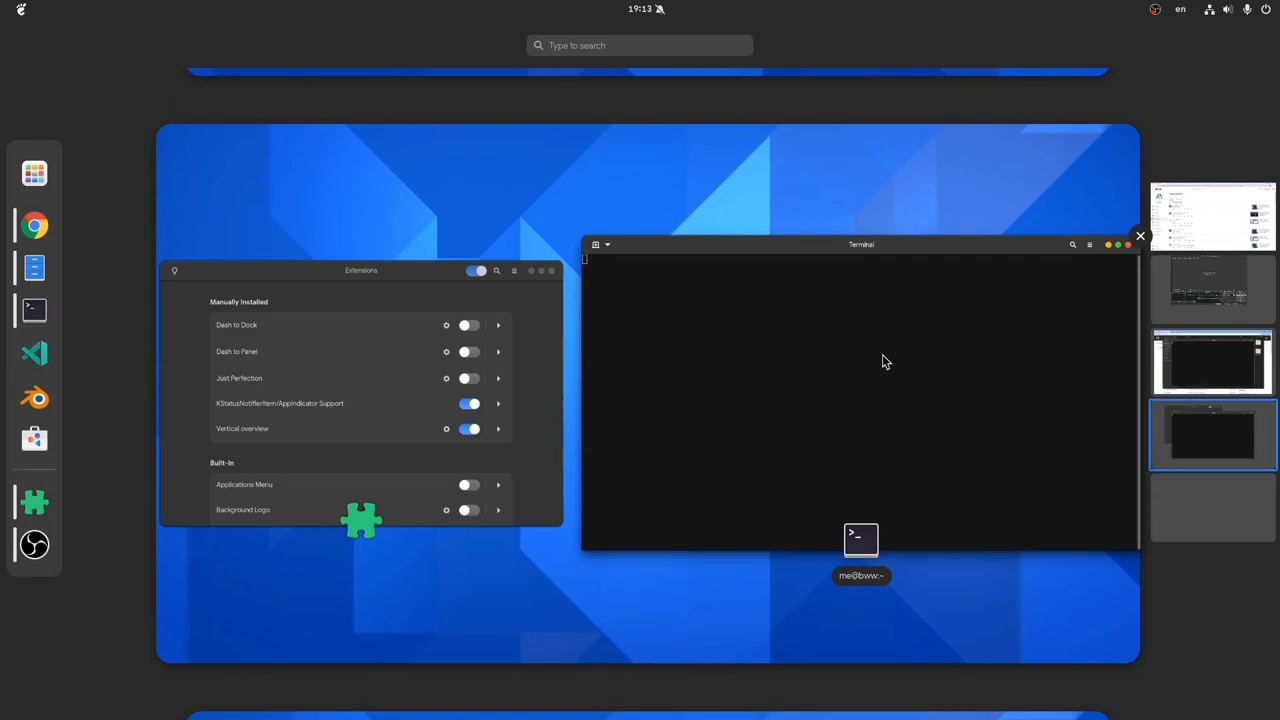 19:13
en
Type to search
Extensions
Manually Installed
Dash to Dock
Dash to Panel
Just Perfection
KStatusNotifierItem/AppIndicator Support
Vertical overview
Built-In
Applications Menu
Background Logo
Terminal
>_
me@bww:~